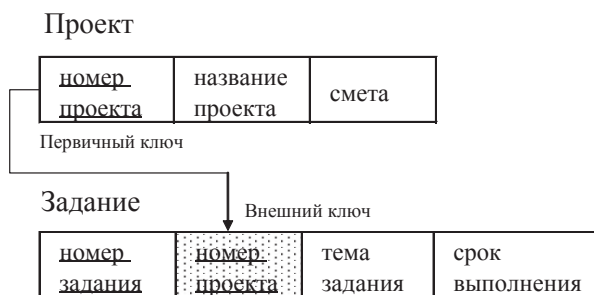 Проект
номер название смета
проекта проекта
Первичный ключ
Задание
Внешний ключ
номер номер тема срок
задания проекта задания выполнения